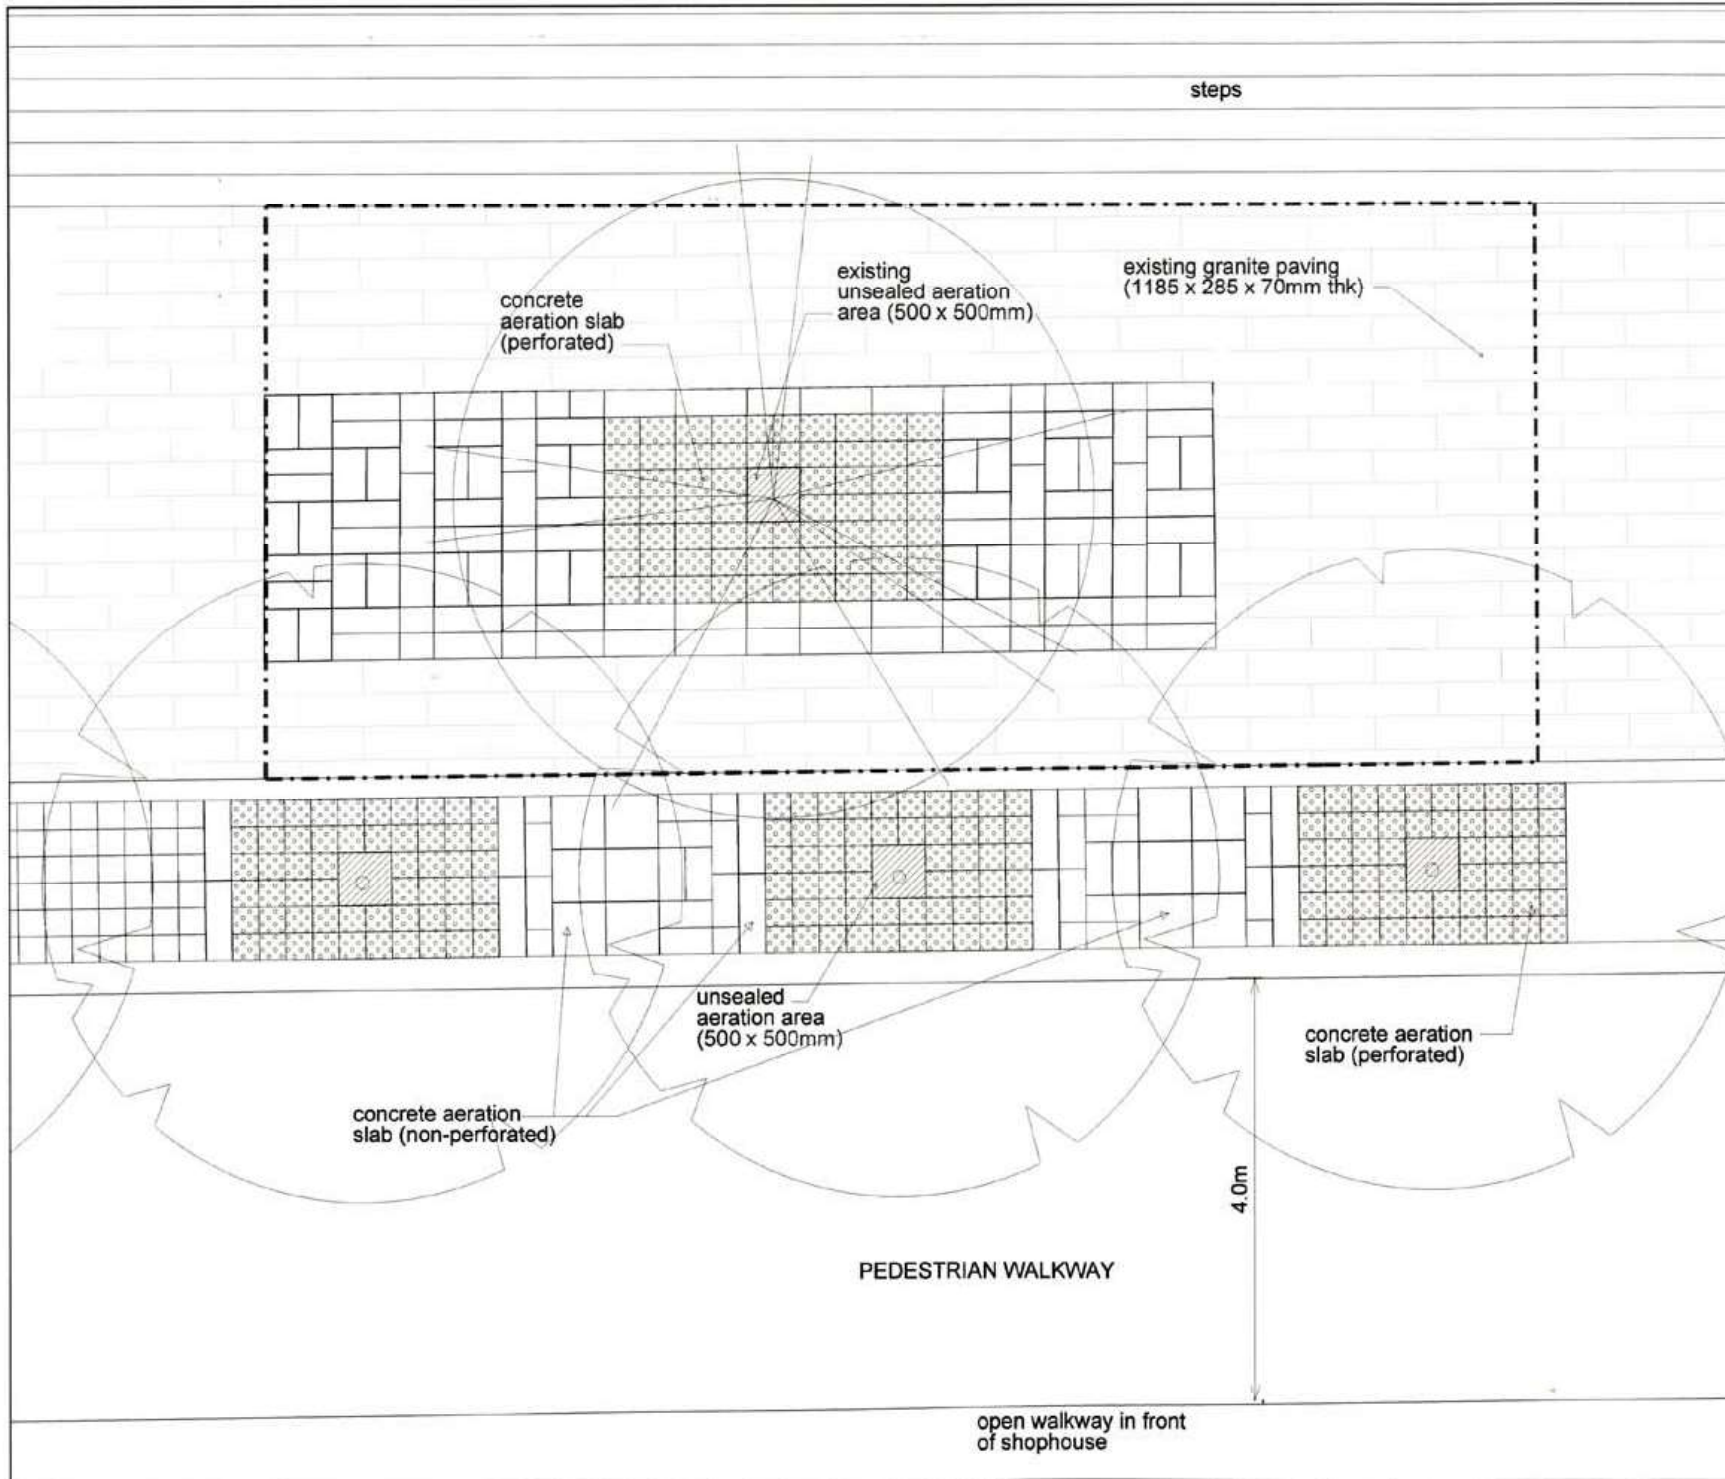 steps
existing
unsealed aeration
area (500 x 500mm)
existing granite paving
(1185 x 285 x 70mm thk)
concrete
aeration slab
(perforated)
unsealed
aeration area
(500 x 500mm)
concrete aeration
slab (perforated)
concrete aeration
slab (non-perforated)
4.0m
PEDESTRIAN WALKWAY
open walkway in front
of shophouse